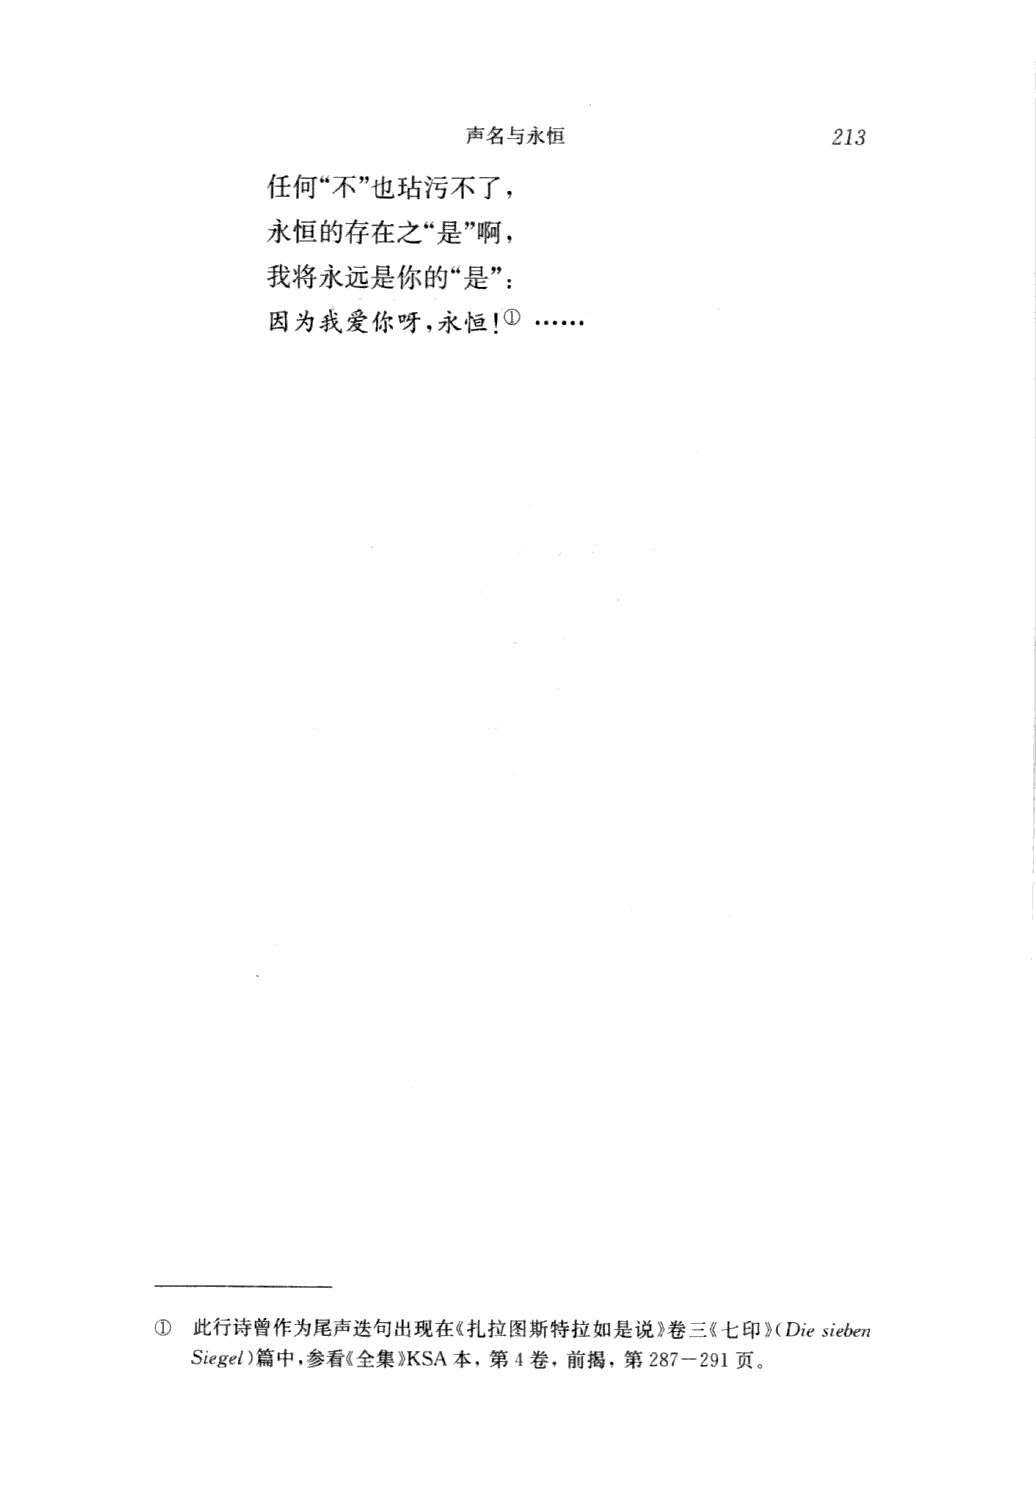 声名与永恒 213
任何“不”也玷污不了，
永恒的存在之“是”啊，
我将永远是你的“是”：
因为我爱你呀，永恒！① ……
① 此行诗曾作为尾声迭句出现在《扎拉图斯特拉如是说》卷三《七印》（Die sieben
Siegel）篇中，参看《全集》KSA本，第4卷，前揭，第287—291页。